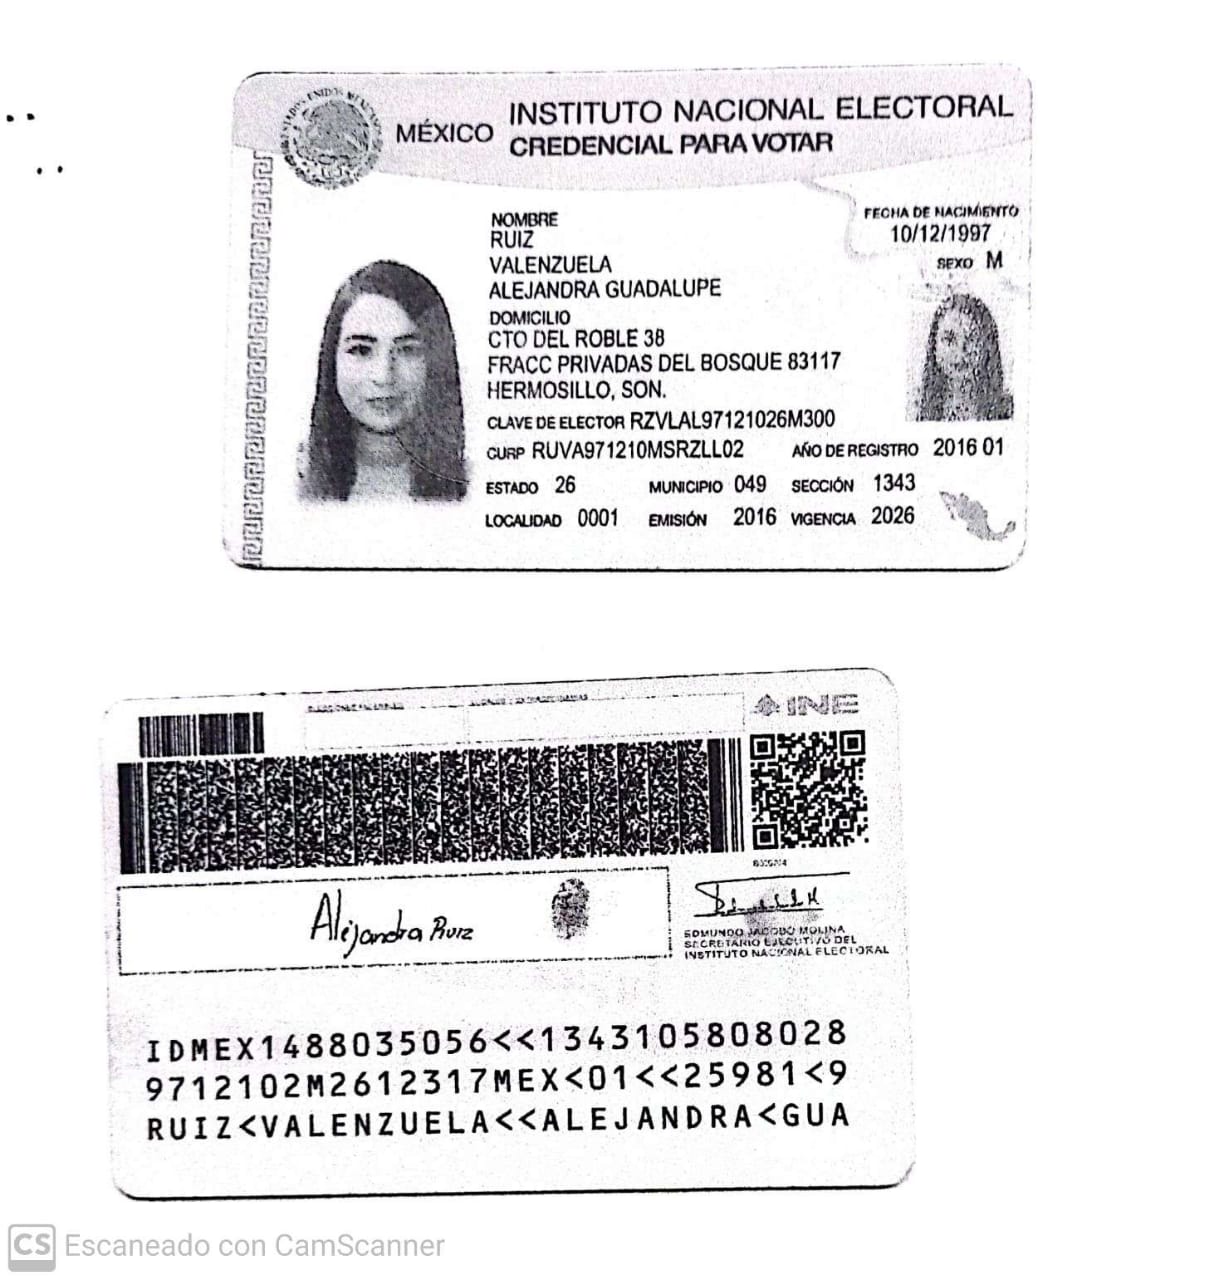 MÉXICO
INSTITUTO NACIONAL ELECTORAL
CREDENCIAL PARA VOTAR
NOMBRE
RUIZ
VALENZUELA
ALEJANDRA GUADALUPE
FECHA DE NACIMIENTO
10/12/1997
SEXO M
DOMICILIO
CTO DEL ROBLE 38
FRACC PRIVADAS DEL BOSQUE 83117
HERMOSILLO, SON.
CLAVE DE ELECTOR RZVLAL97121026M300
CURP RUVA971210MSRZLL02 AÑO DE REGISTRO 2016 01
ESTADO 26 MUNICIPIO 049 SECCIÓN 1343
LOCALIDAD 0001 EMISIÓN 2016 VIGENCIA 2026
INE
Alejandra Ruiz
EDMUNDO JACOBO MOLINA
SECRETARIO EJECUTIVO DEL
INSTITUTO NACIONAL ELECTORAL
IDMEX1488035056<<1343105808028
9712102M2612317MEX<01<<25981<9
RUIZ<VALENZUELA<<ALEJANDRA<GUA
CS Escaneado con CamScanner